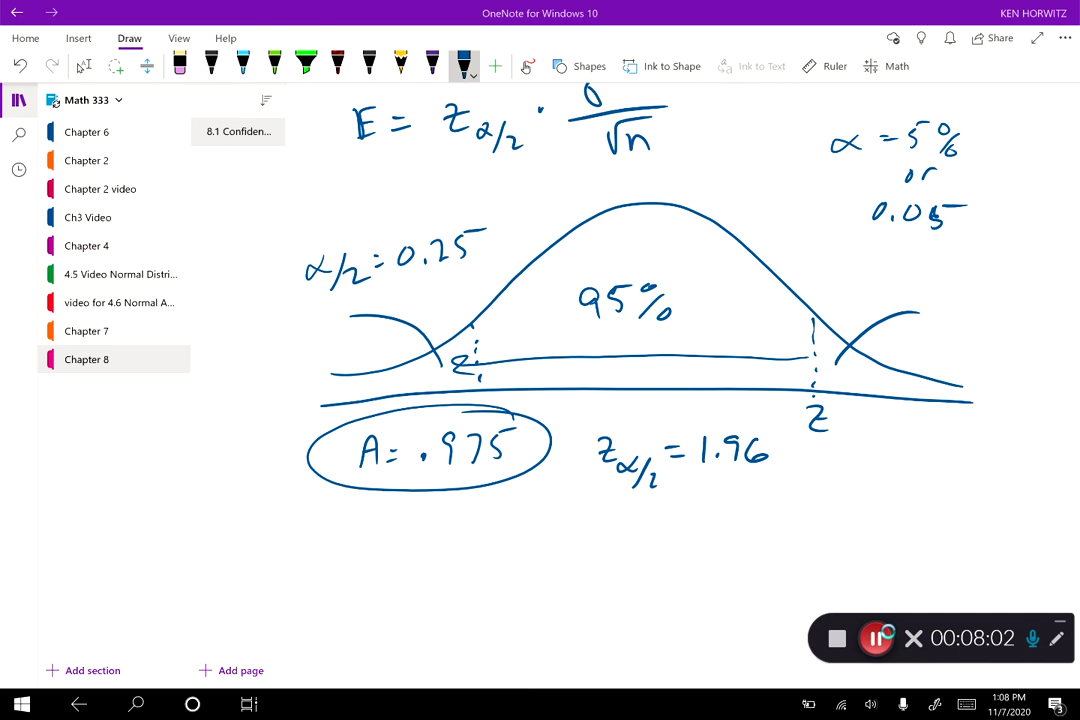 OneNote for Windows 10
KEN HORWITZ
Home Insert Draw View Help
Share
Shapes Ink to Shape Ink to Text Ruler Math
Math 333
Chapter 6
Chapter 2
Chapter 2 video
Ch3 Video
Chapter 4
4.5 Video Normal Distri...
video for 4.6 Normal A...
Chapter 7
Chapter 8
8.1 Confiden...
E = Z α/2 · σ/√n
α = 5%
or
0.05
α/2 = 0.25
95%
z
z
A = .975
Z α/2 = 1.96
00:08:02
Add section
Add page
1:08 PM
11/7/2020
3